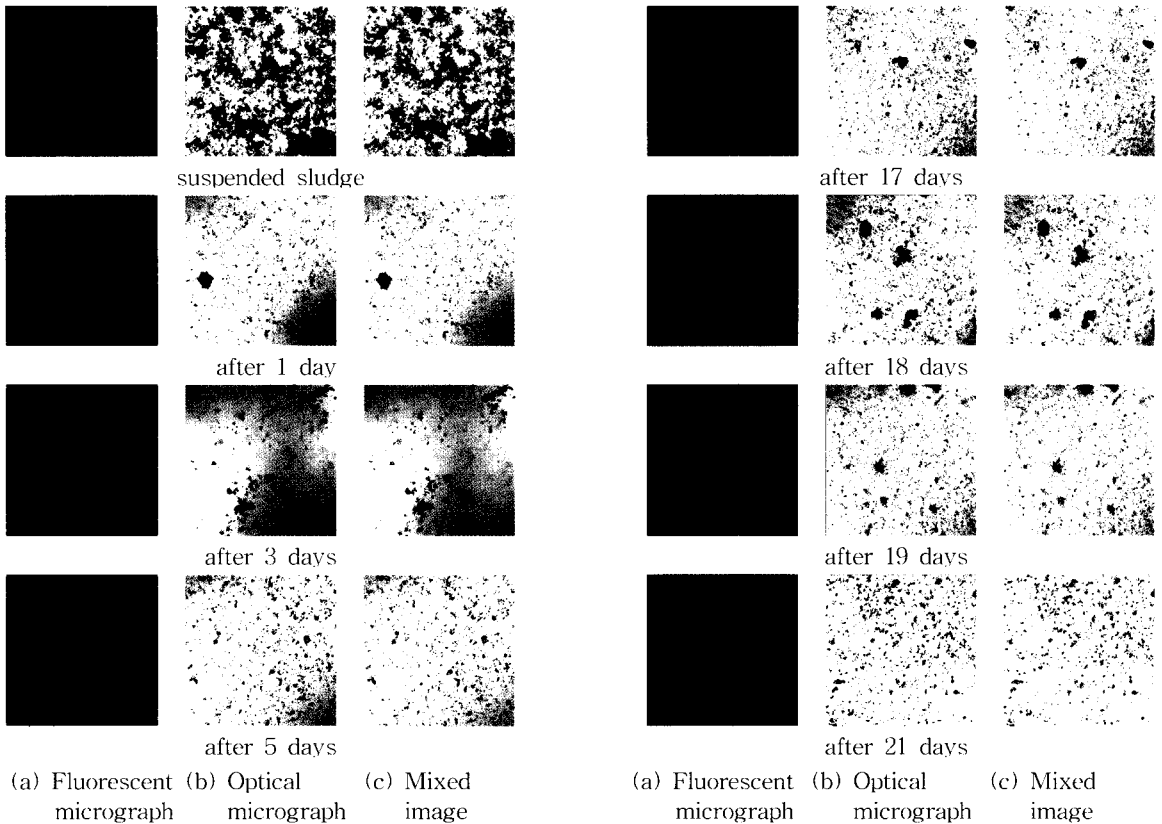 suspended sludge
after 1 day
after 3 days
after 5 days
(a) Fluorescent micrograph (b) Optical micrograph (c) Mixed image
after 17 days
after 18 days
after 19 days
after 21 days
(a) Fluorescent micrograph (b) Optical micrograph (c) Mixed image